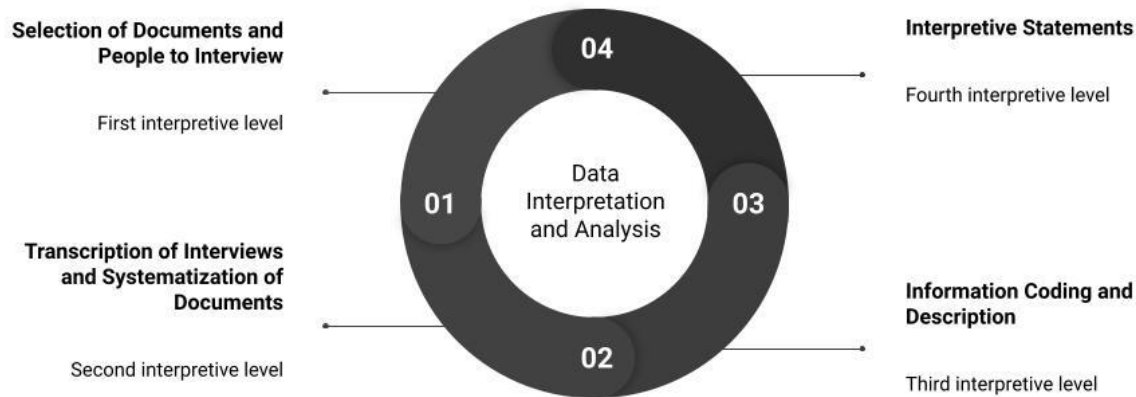 Selection of Documents and
People to Interview
First interpretive level
Transcription of Interviews
and Systematization of
Documents
Second interpretive level
01
02
03
04
Data
Interpretation
and Analysis
Interpretive Statements
Fourth interpretive level
Information Coding and
Description
Third interpretive level